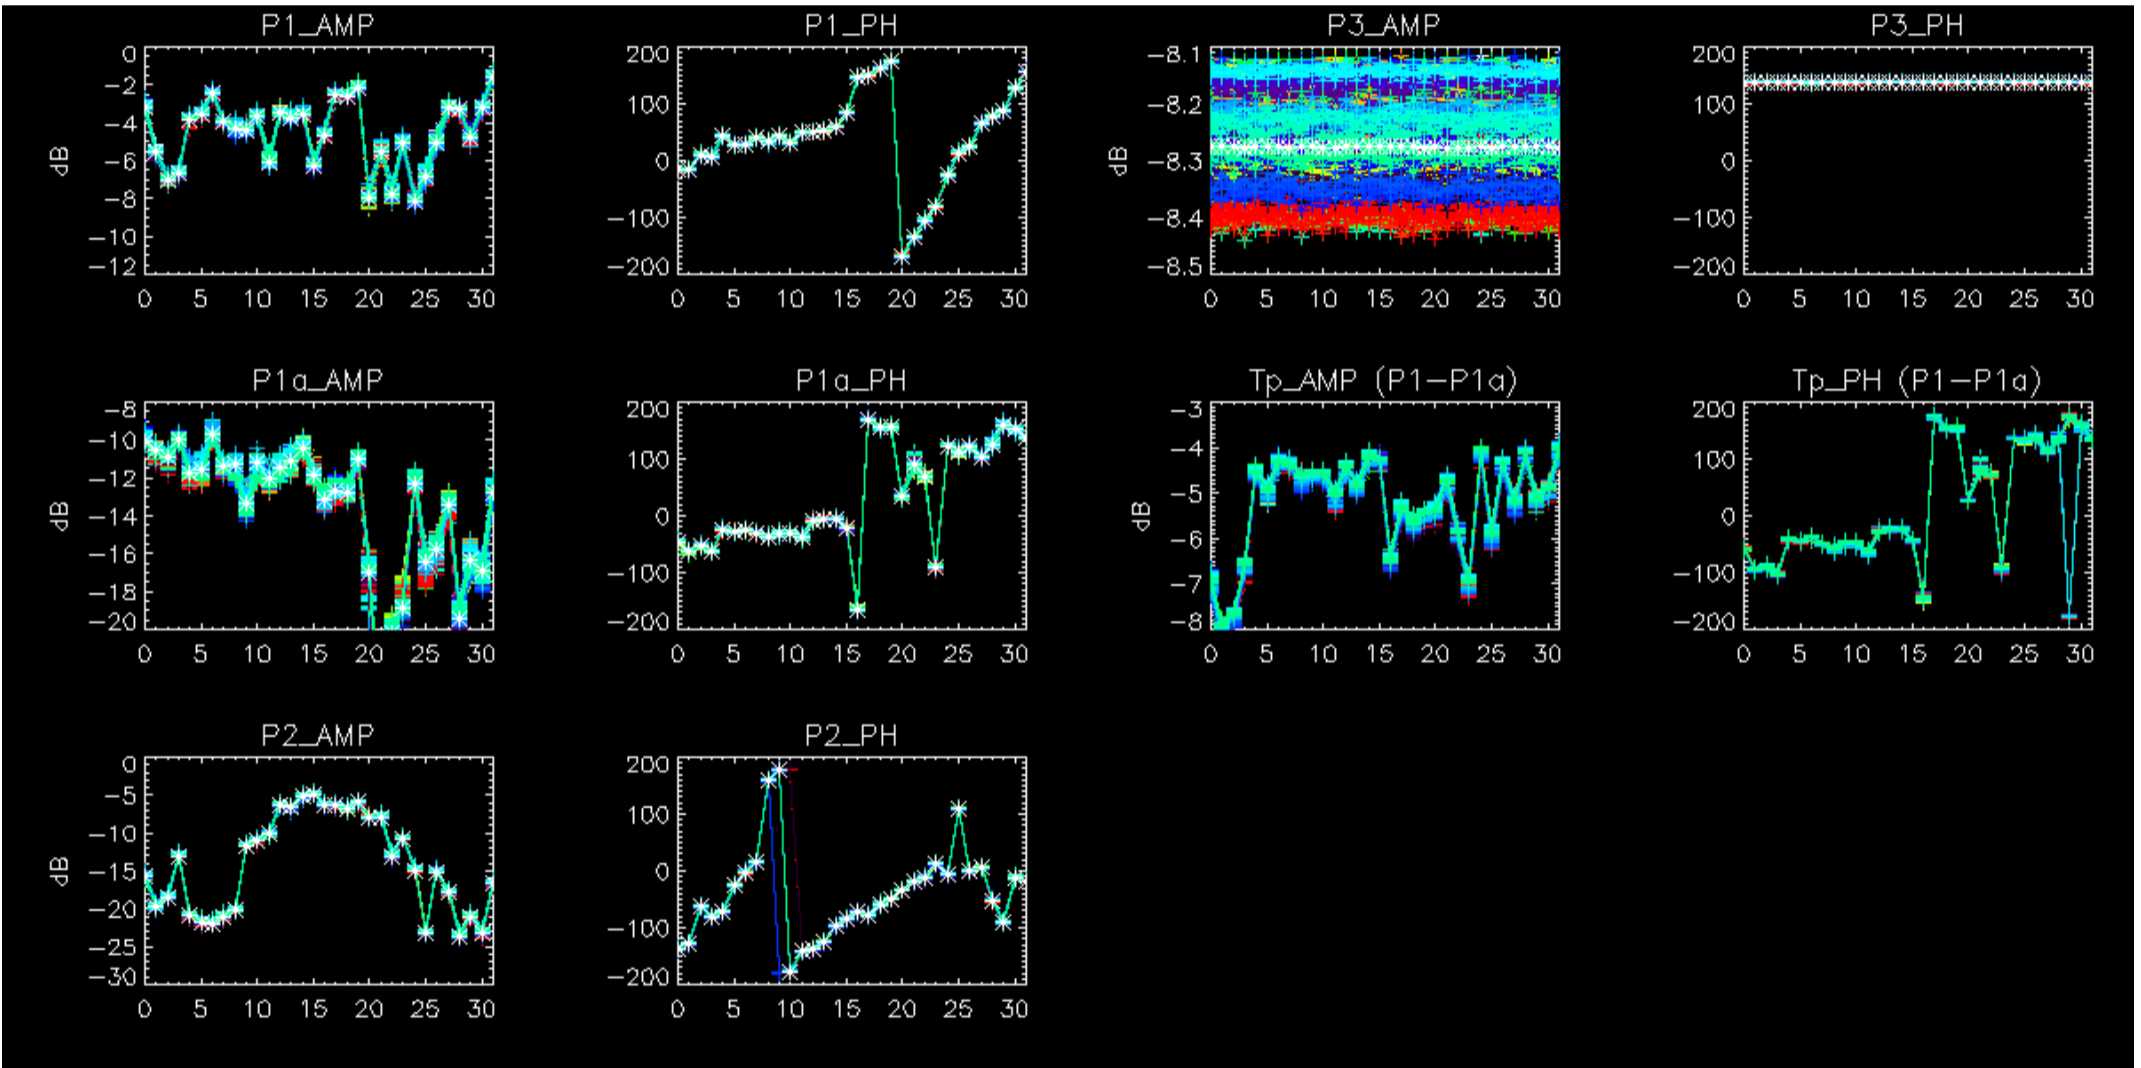 P1_AMP
P1_PH
P3_AMP
P3_PH
0
-2
-4
-6
-8
-10
-12
dB
0 5 10 15 20 25 30
200
100
0
-100
-200
0 5 10 15 20 25 30
-8.1
-8.2
-8.3
-8.4
-8.5
dB
0 5 10 15 20 25 30
200
100
0
-100
-200
0 5 10 15 20 25 30
P1a_AMP
P1a_PH
Tp_AMP (P1-P1a)
Tp_PH (P1-P1a)
-8
-10
-12
-14
-16
-18
-20
dB
0 5 10 15 20 25 30
200
100
0
-100
-200
0 5 10 15 20 25 30
-3
-4
-5
-6
-7
-8
dB
0 5 10 15 20 25 30
200
100
0
-100
-200
0 5 10 15 20 25 30
P2_AMP
P2_PH
0
-5
-10
-15
-20
-25
-30
dB
0 5 10 15 20 25 30
200
100
0
-100
-200
0 5 10 15 20 25 30